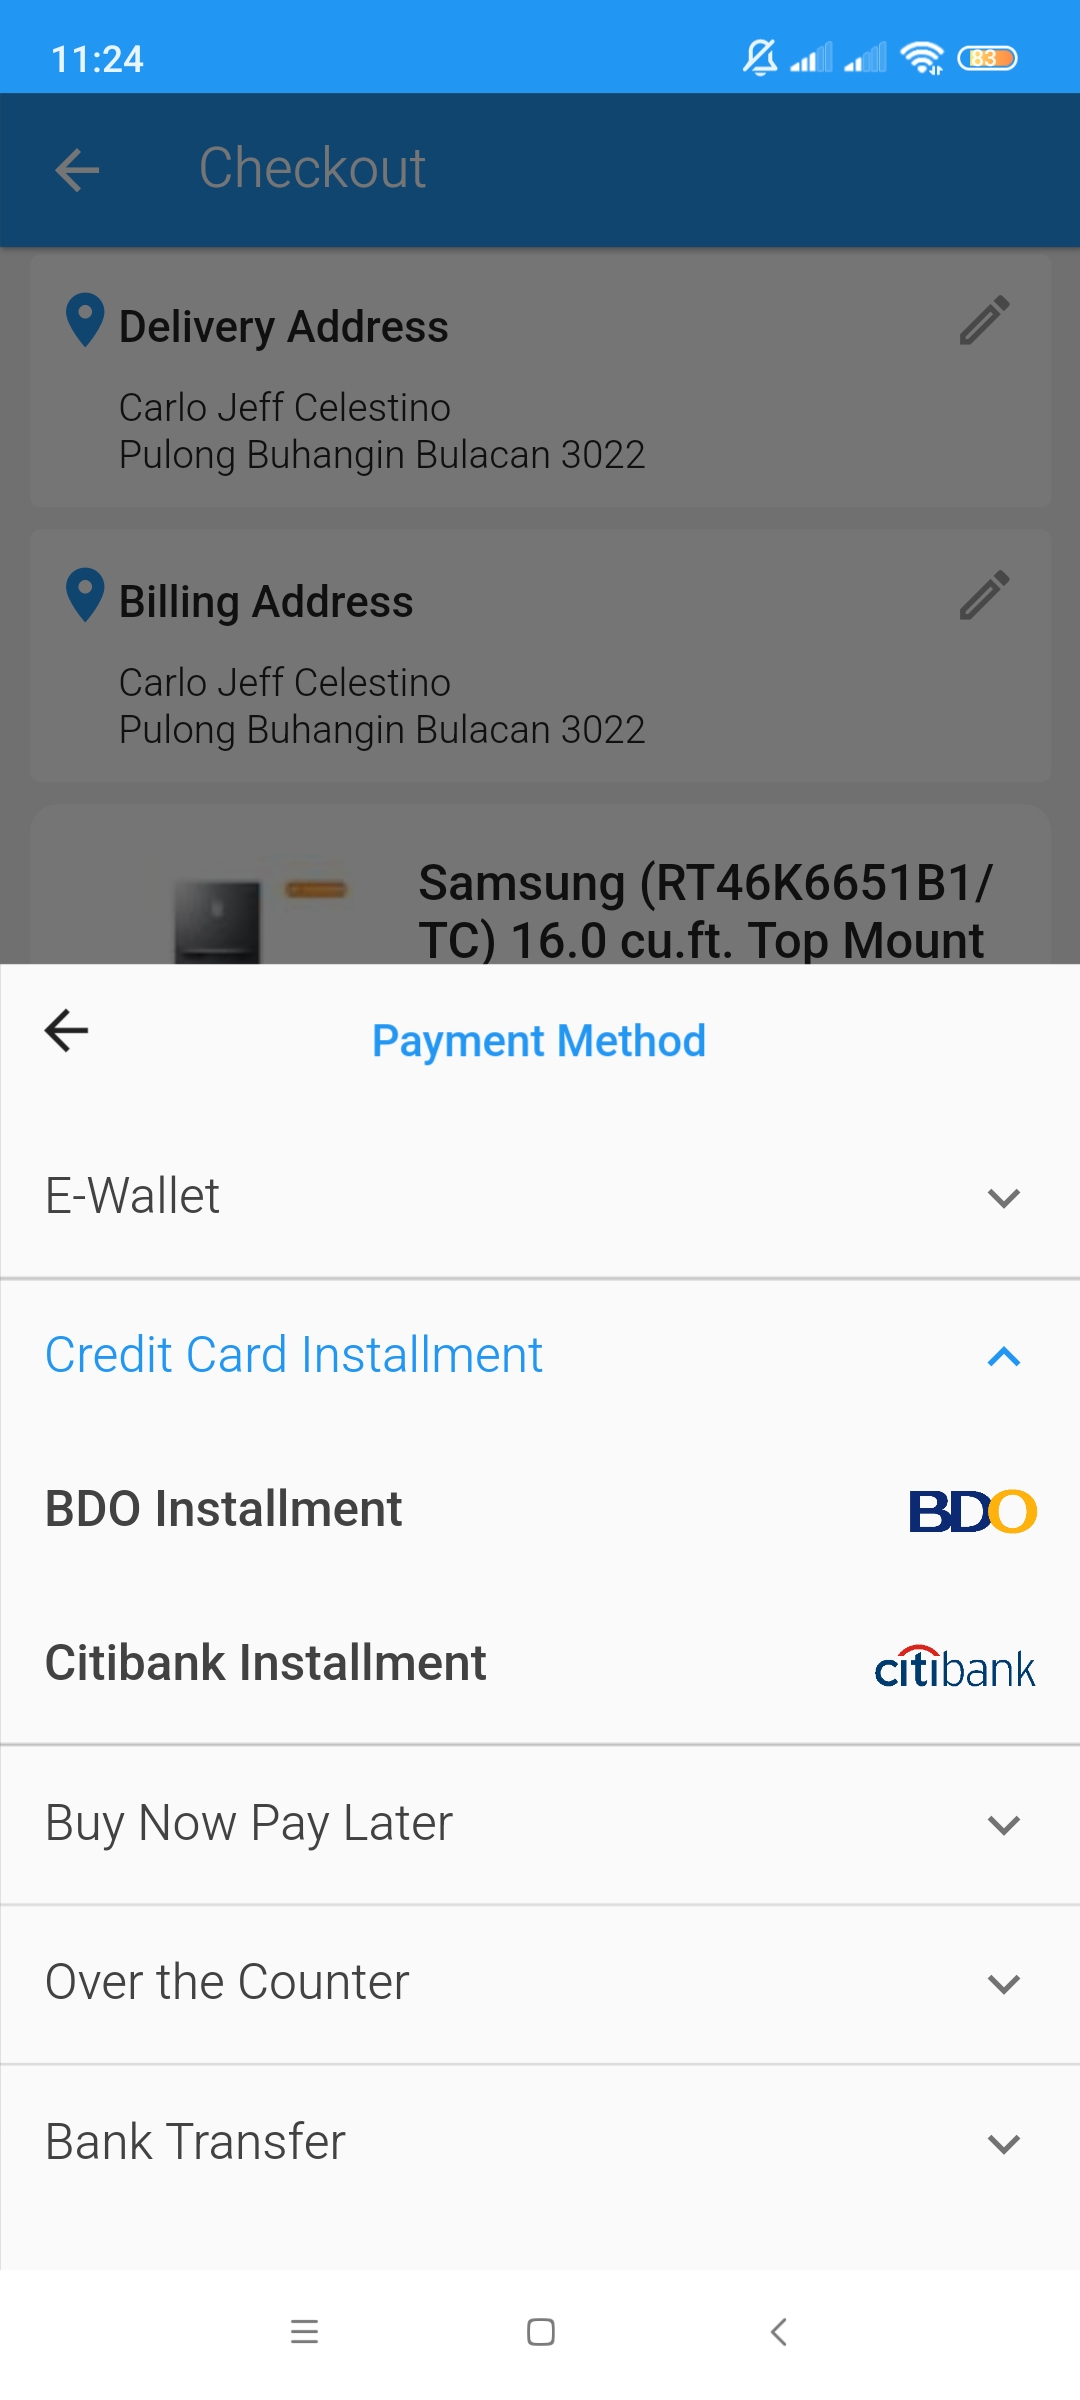 11:24
83
Checkout
Delivery Address
Carlo Jeff Celestino
Pulong Buhangin Bulacan 3022
Billing Address
Carlo Jeff Celestino
Pulong Buhangin Bulacan 3022
Samsung (RT46K6651B1/
TC) 16.0 cu.ft. Top Mount
Payment Method
E-Wallet
Credit Card Installment
BDO Installment
BDO
Citibank Installment
citibank
Buy Now Pay Later
Over the Counter
Bank Transfer